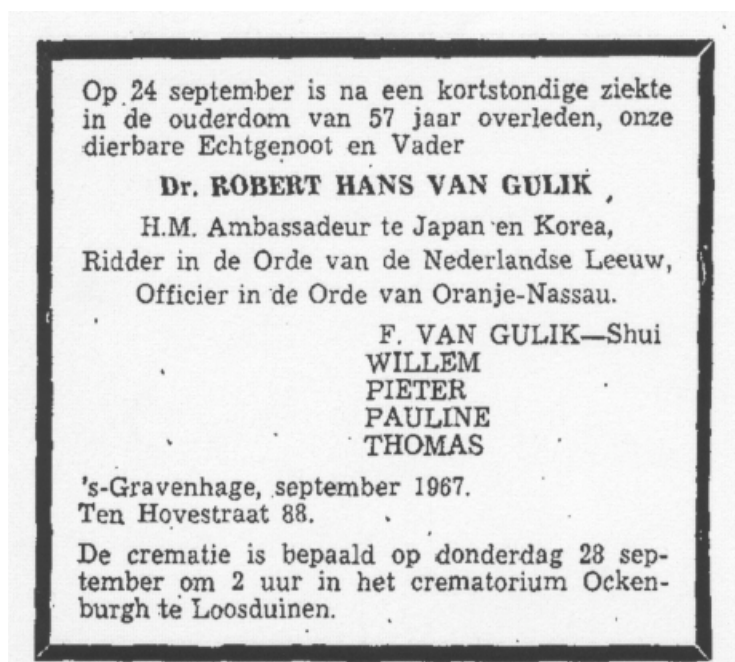 Op 24 september is na een kortstondige ziekte
in de ouderdom van 57 jaar overleden, onze
dierbare Echtgenoot en Vader
Dr. ROBERT HANS VAN GULIK
H.M. Ambassadeur te Japan en Korea,
Ridder in de Orde van de Nederlandse Leeuw,
Officier in de Orde van Oranje-Nassau.
F. VAN GULIK—Shui
WILLEM
PIETER
PAULINE
THOMAS
's-Gravenhage, september 1967.
Ten Hovestraat 88.
De crematie is bepaald op donderdag 28 sep-
tember om 2 uur in het crematorium Ocken-
burgh te Loosduinen.